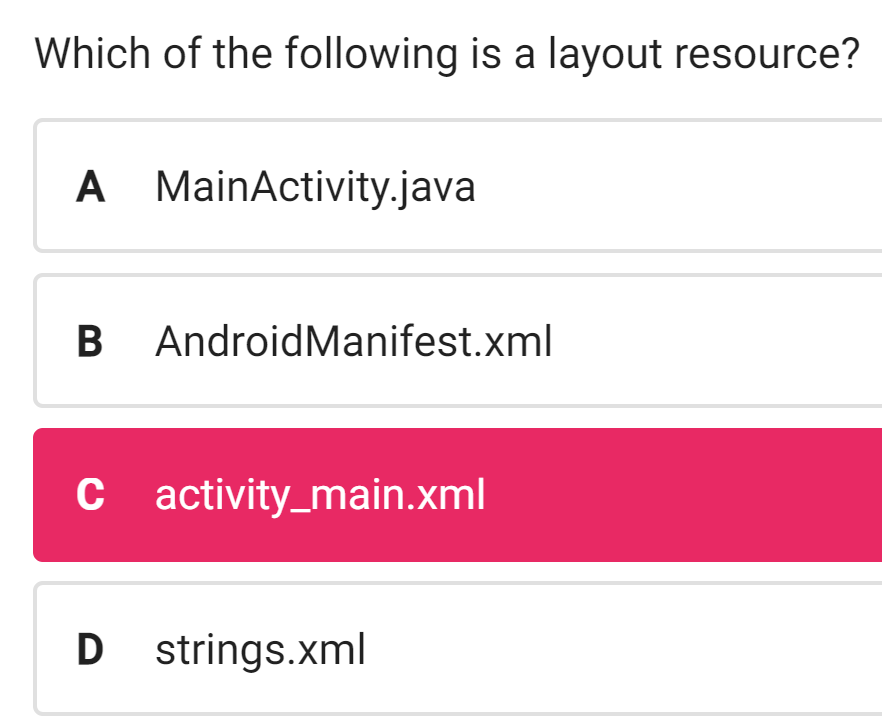 Which of the following is a layout resource?
A MainActivity.java
B AndroidManifest.xml
C activity_main.xml
D strings.xml